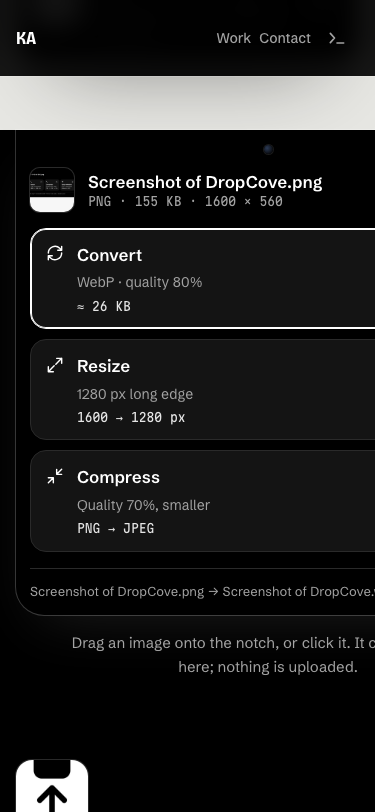 KA
Work Contact
Screenshot of DropCove.png
PNG · 155 KB · 1600 × 560
Convert
WebP · quality 80%
≈ 26 KB
Resize
1280 px long edge
1600 → 1280 px
Compress
Quality 70%, smaller
PNG → JPEG
Screenshot of DropCove.png → Screenshot of DropCove.
Drag an image onto the notch, or click it. It
here; nothing is uploaded.